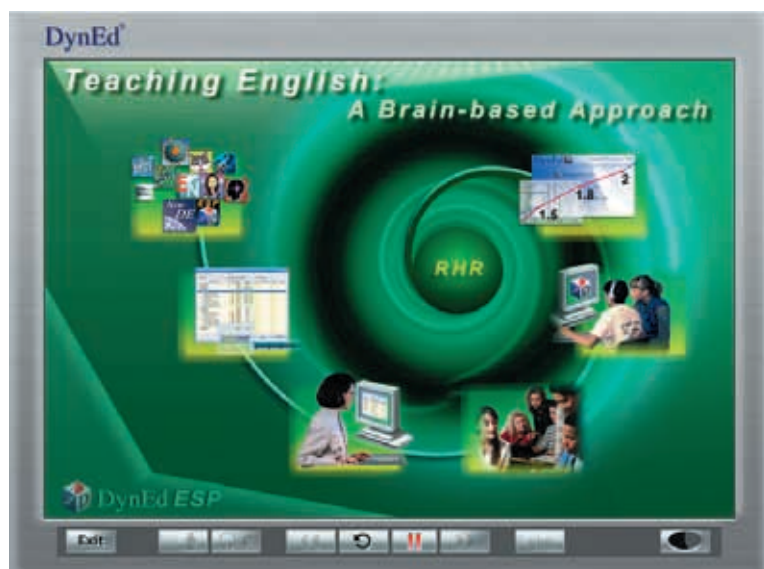 DynEd®
Teaching English:
A Brain-based Approach
2
1.8
1.5
RHR
DynEd ESP
Exit